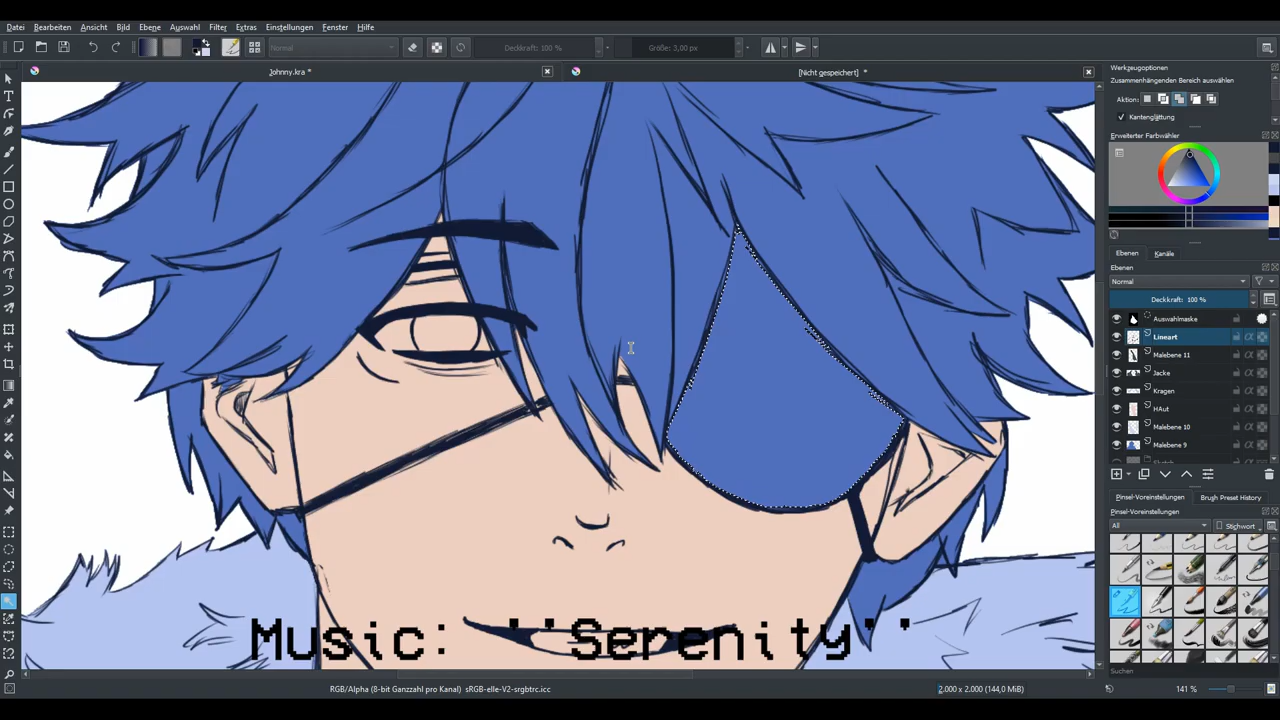 Datei Bearbeiten Ansicht Bild Ebene Auswahl Filter Extras Einstellungen Fenster Hilfe
Normal Deckkraft: 100 % Größe: 3,00 px
Johnny.kra * [Nicht gespeichert] *
Werkzeugoptionen
Zusammenhängenden Bereich auswählen
Aktion:
Kantenglättung
Erweiterter Farbwähler
Ebenen Kanäle
Ebenen
Normal
Deckkraft: 100 %
Auswahlmaske
Lineart
Malebene 11
Jacke
Kragen
HAut
Malebene 10
Malebene 9
Pinsel-Voreinstellungen Brugh Preset History
Pinsel-Voreinstellungen
All Stichwort
Suchen
Music: ''Serenity''
RGB/Alpha (8-bit Ganzzahl pro Kanal) sRGB-elle-V2-srgbtrc.icc 2.000 x 2.000 (144,0 MiB) 141 %